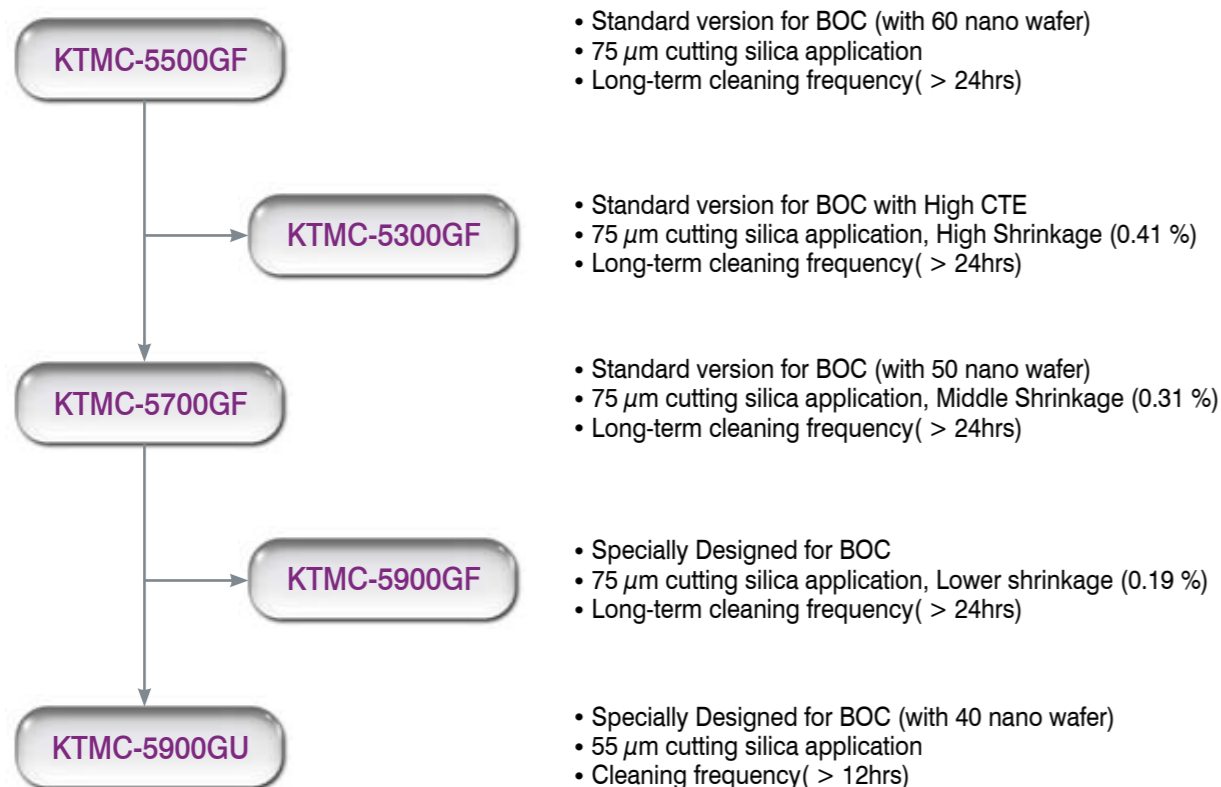 KTMC-5500GF
• Standard version for BOC (with 60 nano wafer)
• 75 μm cutting silica application
• Long-term cleaning frequency( > 24hrs)
KTMC-5300GF
• Standard version for BOC with High CTE
• 75 μm cutting silica application, High Shrinkage (0.41 %)
• Long-term cleaning frequency( > 24hrs)
KTMC-5700GF
• Standard version for BOC (with 50 nano wafer)
• 75 μm cutting silica application, Middle Shrinkage (0.31 %)
• Long-term cleaning frequency( > 24hrs)
KTMC-5900GF
• Specially Designed for BOC
• 75 μm cutting silica application, Lower shrinkage (0.19 %)
• Long-term cleaning frequency( > 24hrs)
KTMC-5900GU
• Specially Designed for BOC (with 40 nano wafer)
• 55 μm cutting silica application
• Cleaning frequency( > 12hrs)